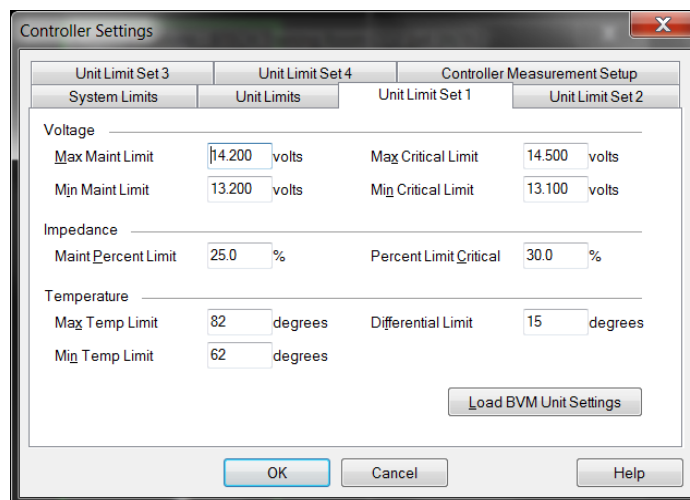 Controller Settings
Unit Limit Set 3 Unit Limit Set 4 Controller Measurement Setup
System Limits Unit Limits Unit Limit Set 1 Unit Limit Set 2
Voltage
Max Maint Limit 14.200 volts Max Critical Limit 14.500 volts
Min Maint Limit 13.200 volts Min Critical Limit 13.100 volts
Impedance
Maint Percent Limit 25.0 % Percent Limit Critical 30.0 %
Temperature
Max Temp Limit 82 degrees Differential Limit 15 degrees
Min Temp Limit 62 degrees
Load BVM Unit Settings
OK Cancel Help